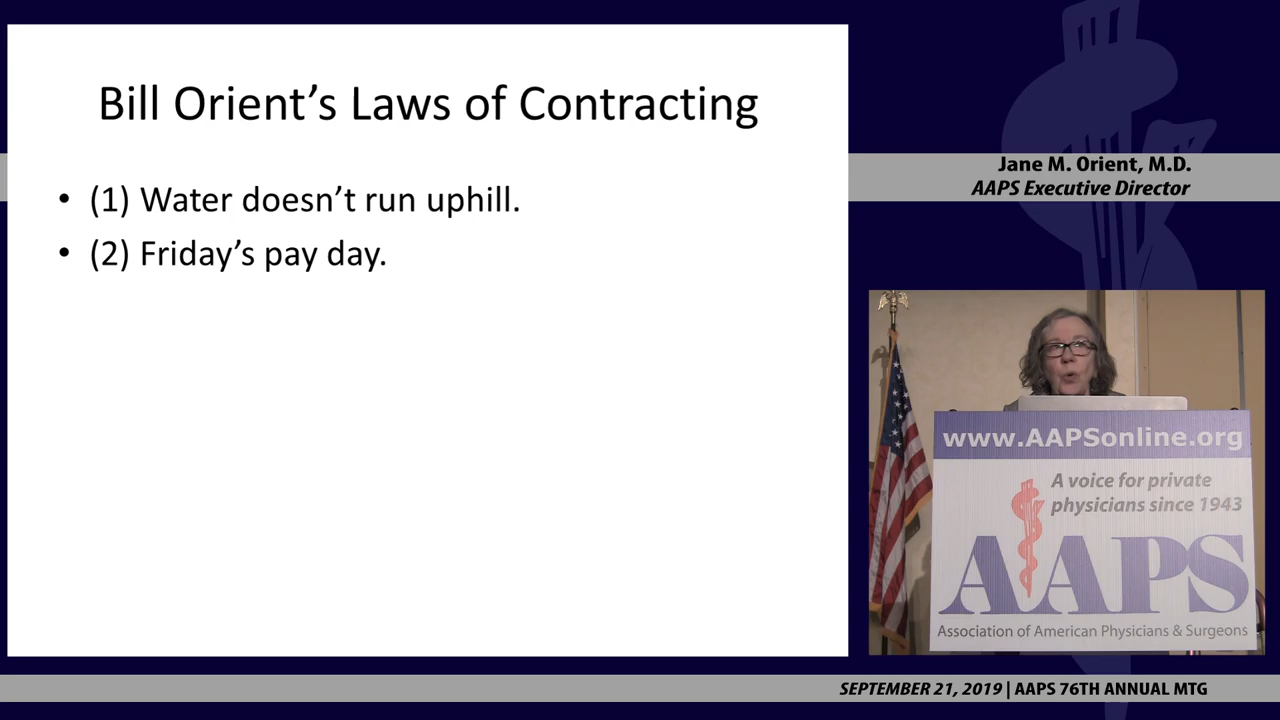 Bill Orient’s Laws of Contracting
• (1) Water doesn’t run uphill.
• (2) Friday’s pay day.
Jane M. Orient, M.D.
AAPS Executive Director
www.AAPSonline.org
A voice for private
physicians since 1943
AAPS
Association of American Physicians & Surgeons
SEPTEMBER 21, 2019 | AAPS 76TH ANNUAL MTG